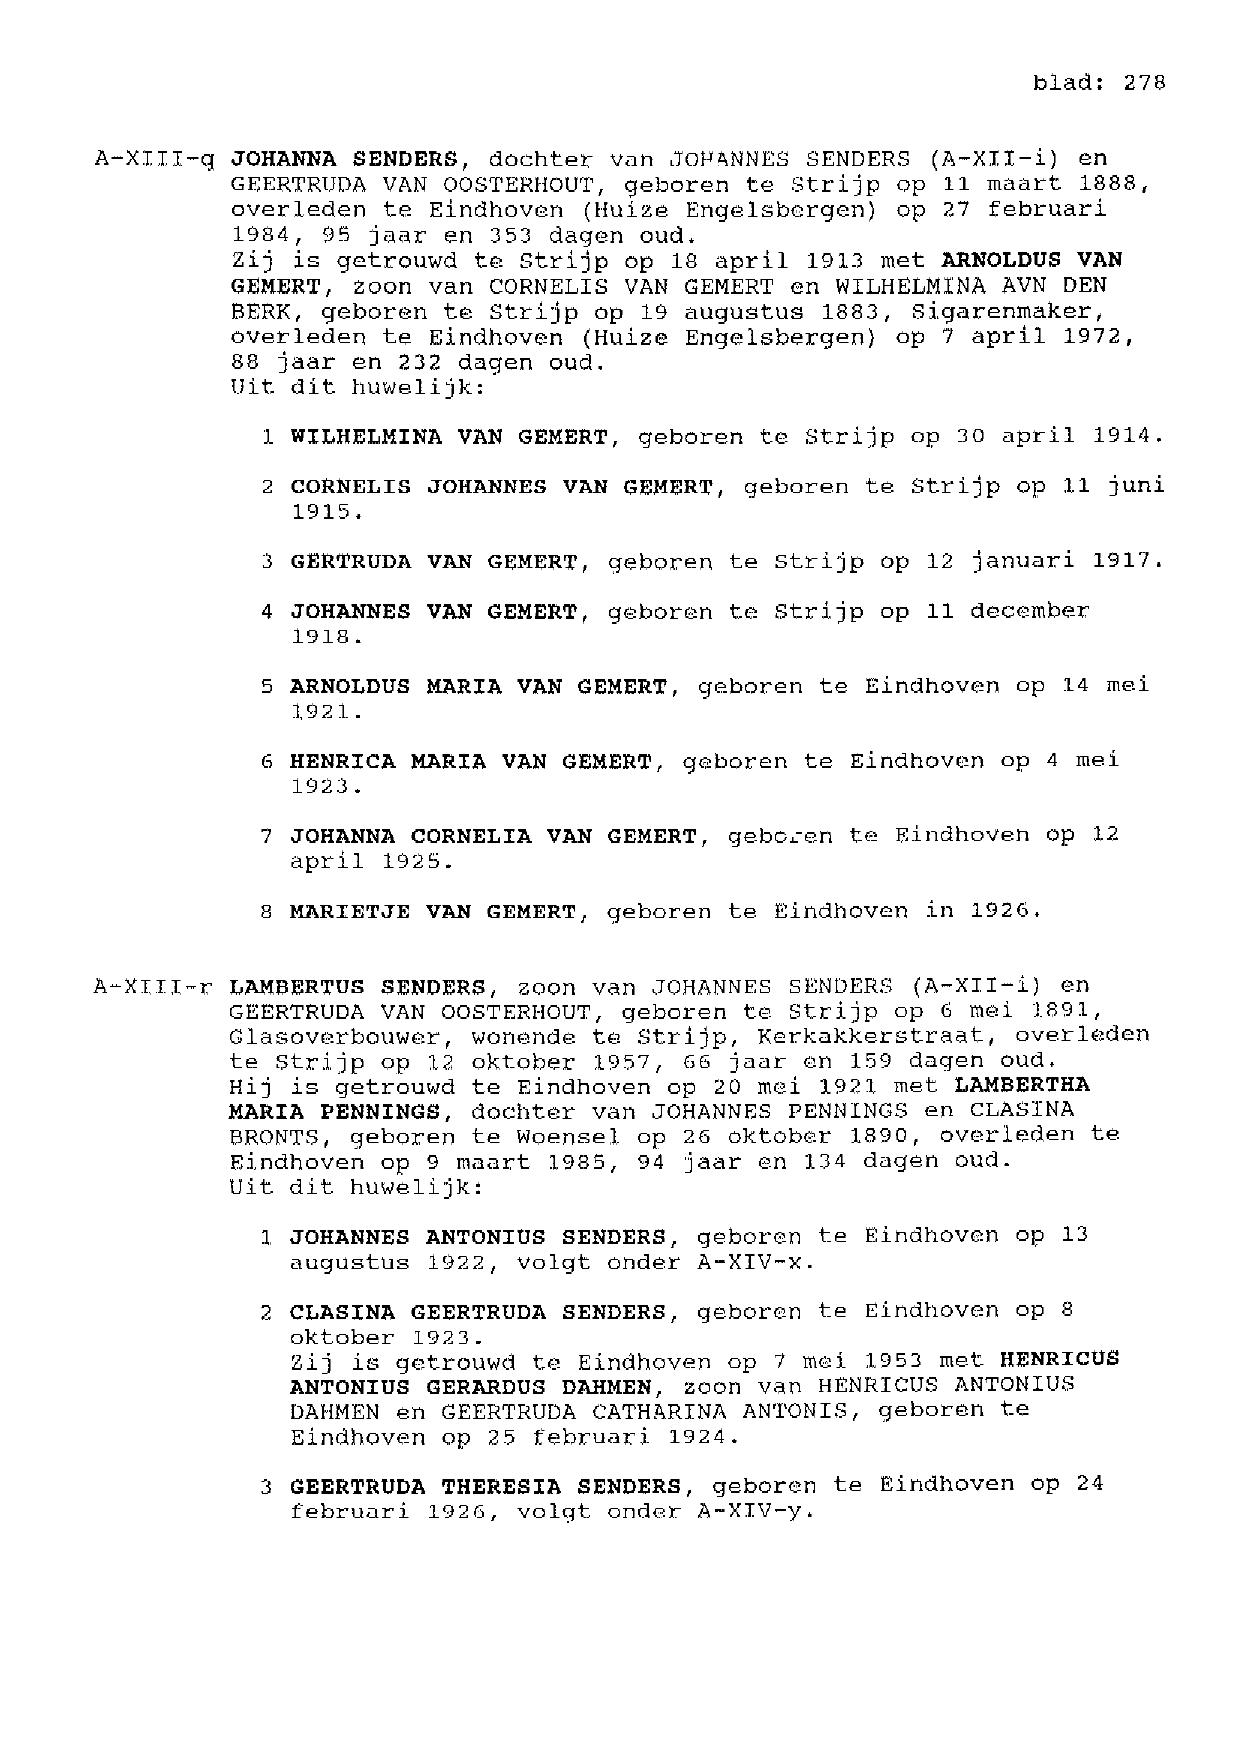 blad: 278
A-XIII-q JOHANNA SENDERS, dochter van JOHANNES SENDERS (A-XII-i) en
GEERTRUDA VAN OOSTERHOUT, geboren te Strijp op 11 maart 1888,
overleden te Eindhoven (Huize Engelsbergen) op 27 februari
1984, 95 jaar en 353 dagen oud.
Zij is getrouwd te Strijp op 18 april 1913 met ARNOLDUS VAN
GEMERT, zoon van CORNELIS VAN GEMERT en WILHELMINA AVN DEN
BERK, geboren te Strijp op 19 augustus 1883, Sigarenmaker,
overleden te Eindhoven (Huize Engelsbergen) op 7 april 1972,
88 jaar en 232 dagen oud.
Uit dit huwelijk:
1 WILHELMINA VAN GEMERT, geboren te Strijp op 30 april 1914.
2 CORNELIS JOHANNES VAN GEMERT, geboren te Strijp op 11 juni
1915.
3 GERTRUDA VAN GEMERT, geboren te Strijp op 12 januari 1917.
4 JOHANNES VAN GEMERT, geboren te Strijp op 11 december
1918.
5 ARNOLDUS MARIA VAN GEMERT, geboren te Eindhoven op 14 mei
1921.
6 HENRICA MARIA VAN GEMERT, geboren te Eindhoven op 4 mei
1923.
7 JOHANNA CORNELIA VAN GEMERT, geboren te Eindhoven op 12
april 1925.
8 MARIETJE VAN GEMERT, geboren te Eindhoven in 1926.
A-XIII-r LAMBERTUS SENDERS, zoon van JOHANNES SENDERS (A-XII-i) en
GEERTRUDA VAN OOSTERHOUT, geboren te Strijp op 6 mei 1891,
Glasoverbouwer, wonende te Strijp, Kerkakkerstraat, overleden
te Strijp op 12 oktober 1957, 66 jaar en 159 dagen oud.
Hij is getrouwd te Eindhoven op 20 mei 1921 met LAMBERTHA
MARIA PENNINGS, dochter van JOHANNES PENNINGS en CLASINA
BRONTS, geboren te Woensel op 26 oktober 1890, overleden te
Eindhoven op 9 maart 1985, 94 jaar en 134 dagen oud.
Uit dit huwelijk:
1 JOHANNES ANTONIUS SENDERS, geboren te Eindhoven op 13
augustus 1922, volgt onder A-XIV-x.
2 CLASINA GEERTRUDA SENDERS, geboren te Eindhoven op 8
oktober 1923.
Zij is getrouwd te Eindhoven op 7 mei 1953 met HENRICUS
ANTONIUS GERARDUS DAHMEN, zoon van HENRICUS ANTONIUS
DAHMEN en GEERTRUDA CATHARINA ANTONIS, geboren te
Eindhoven op 25 februari 1924.
3 GEERTRUDA THERESIA SENDERS, geboren te Eindhoven op 24
februari 1926, volgt onder A-XIV-y.